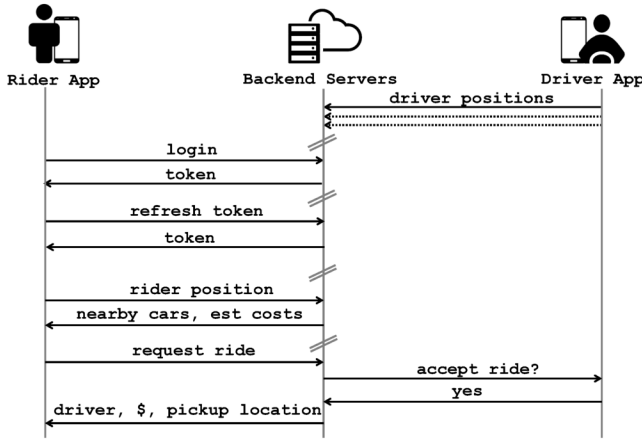 Rider App
Backend Servers
Driver App
driver positions
login
token
refresh token
token
rider position
nearby cars, est costs
request ride
accept ride?
yes
driver, $, pickup location